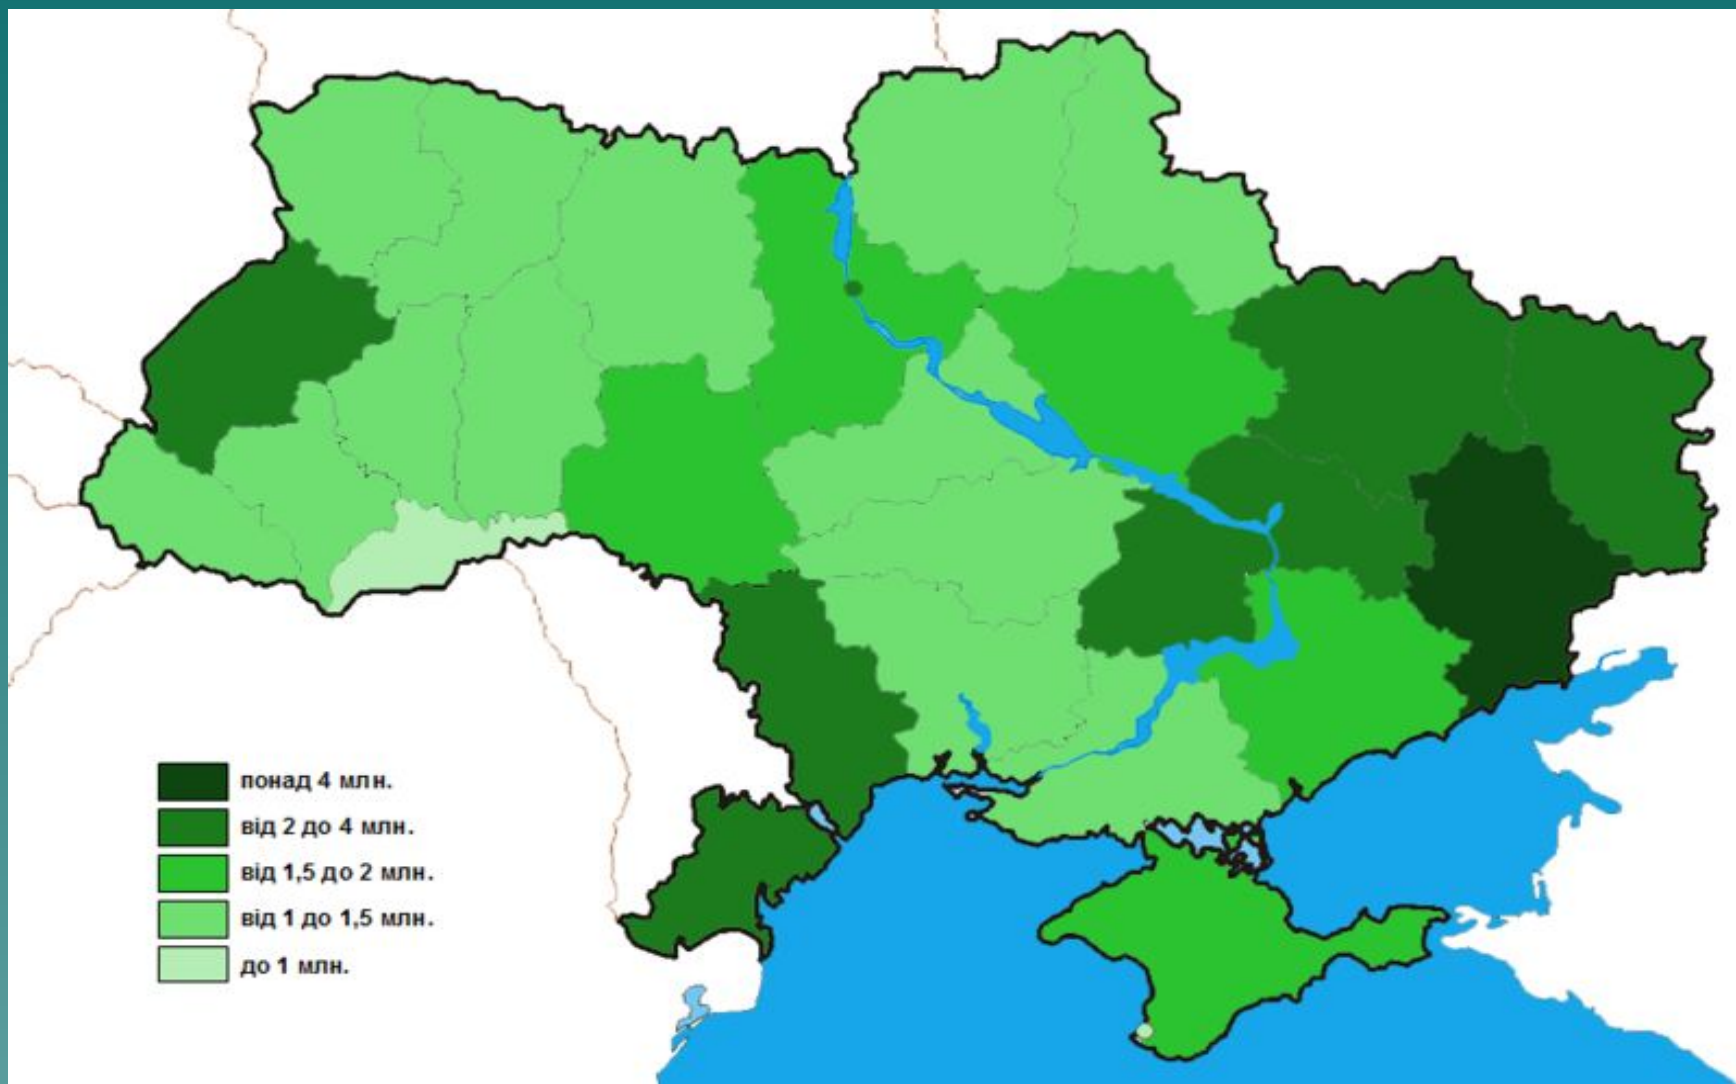 понад 4 млн.
від 2 до 4 млн.
від 1,5 до 2 млн.
від 1 до 1,5 млн.
до 1 млн.